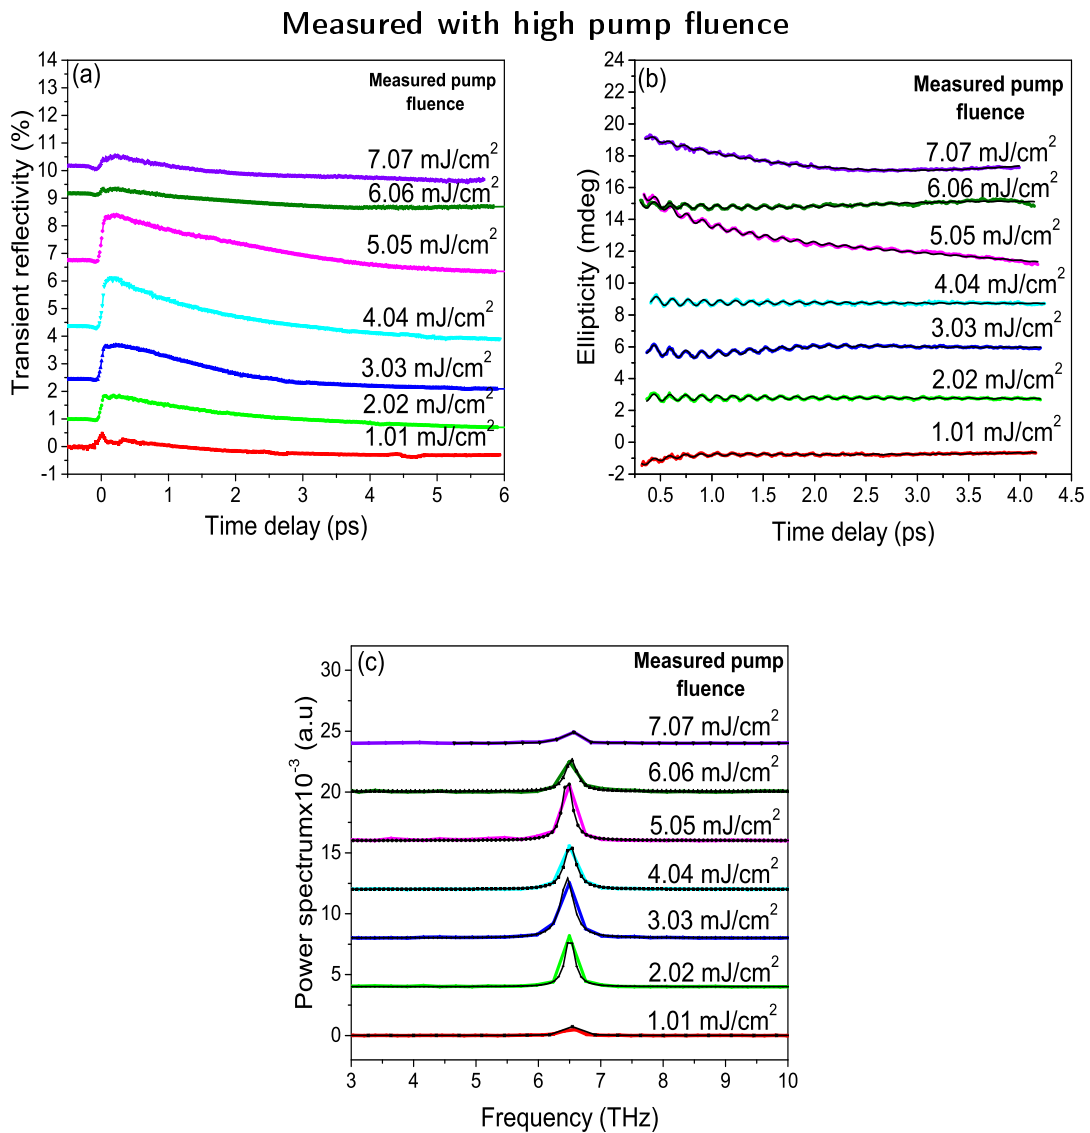 Measured with high pump fluence
(a)
Measured pump
fluence
7.07 mJ/cm²
6.06 mJ/cm²
5.05 mJ/cm²
4.04 mJ/cm²
3.03 mJ/cm²
2.02 mJ/cm²
1.01 mJ/cm²
Transient reflectivity (%)
14
13
12
11
10
9
8
7
6
5
4
3
2
1
0
-1
0 1 2 3 4 5 6
Time delay (ps)
(b)
Measured pump
fluence
7.07 mJ/cm²
6.06 mJ/cm²
5.05 mJ/cm²
4.04 mJ/cm²
3.03 mJ/cm²
2.02 mJ/cm²
1.01 mJ/cm²
Ellipticity (mdeg)
24
22
20
18
16
14
12
10
8
6
4
2
0
-2
0.5 1.0 1.5 2.0 2.5 3.0 3.5 4.0 4.5
Time delay (ps)
(c)
Measured pump
fluence
7.07 mJ/cm²
6.06 mJ/cm²
5.05 mJ/cm²
4.04 mJ/cm²
3.03 mJ/cm²
2.02 mJ/cm²
1.01 mJ/cm²
Power spectrumx10⁻³ (a.u)
30
25
20
15
10
5
0
3 4 5 6 7 8 9 10
Frequency (THz)